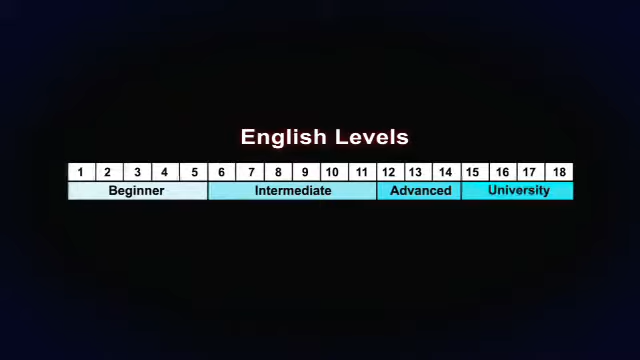 English Levels
1 2 3 4 5 6 7 8 9 10 11 12 13 14 15 16 17 18
Beginner Intermediate Advanced University